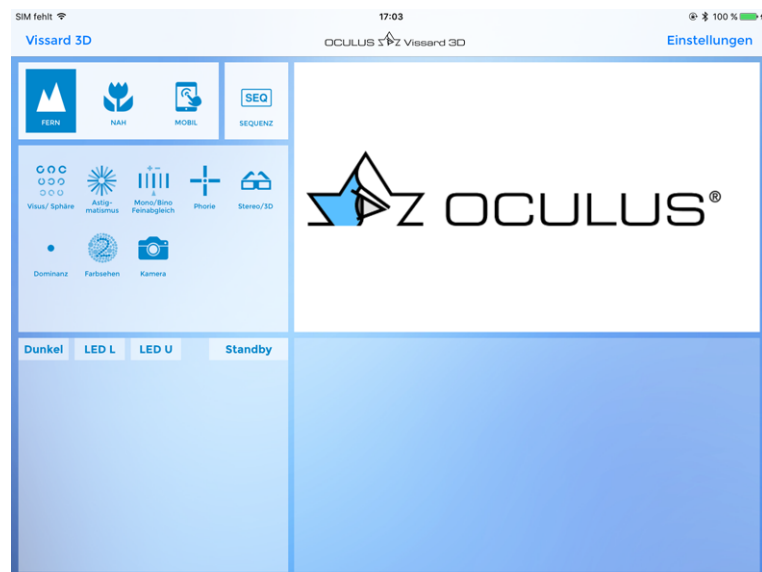 SIM fehlt 17:03 100 %
Vissard 3D OCULUS Vissard 3D Einstellungen
FERN NAH MOBIL SEQ SEQUENZ
Visus/ Sphäre Astig-matismus Mono/Bino Feinabgleich Phorie Stereo/3D
2
Dominanz Farbsehen Kamera
OCULUS®
Dunkel LED L LED U Standby